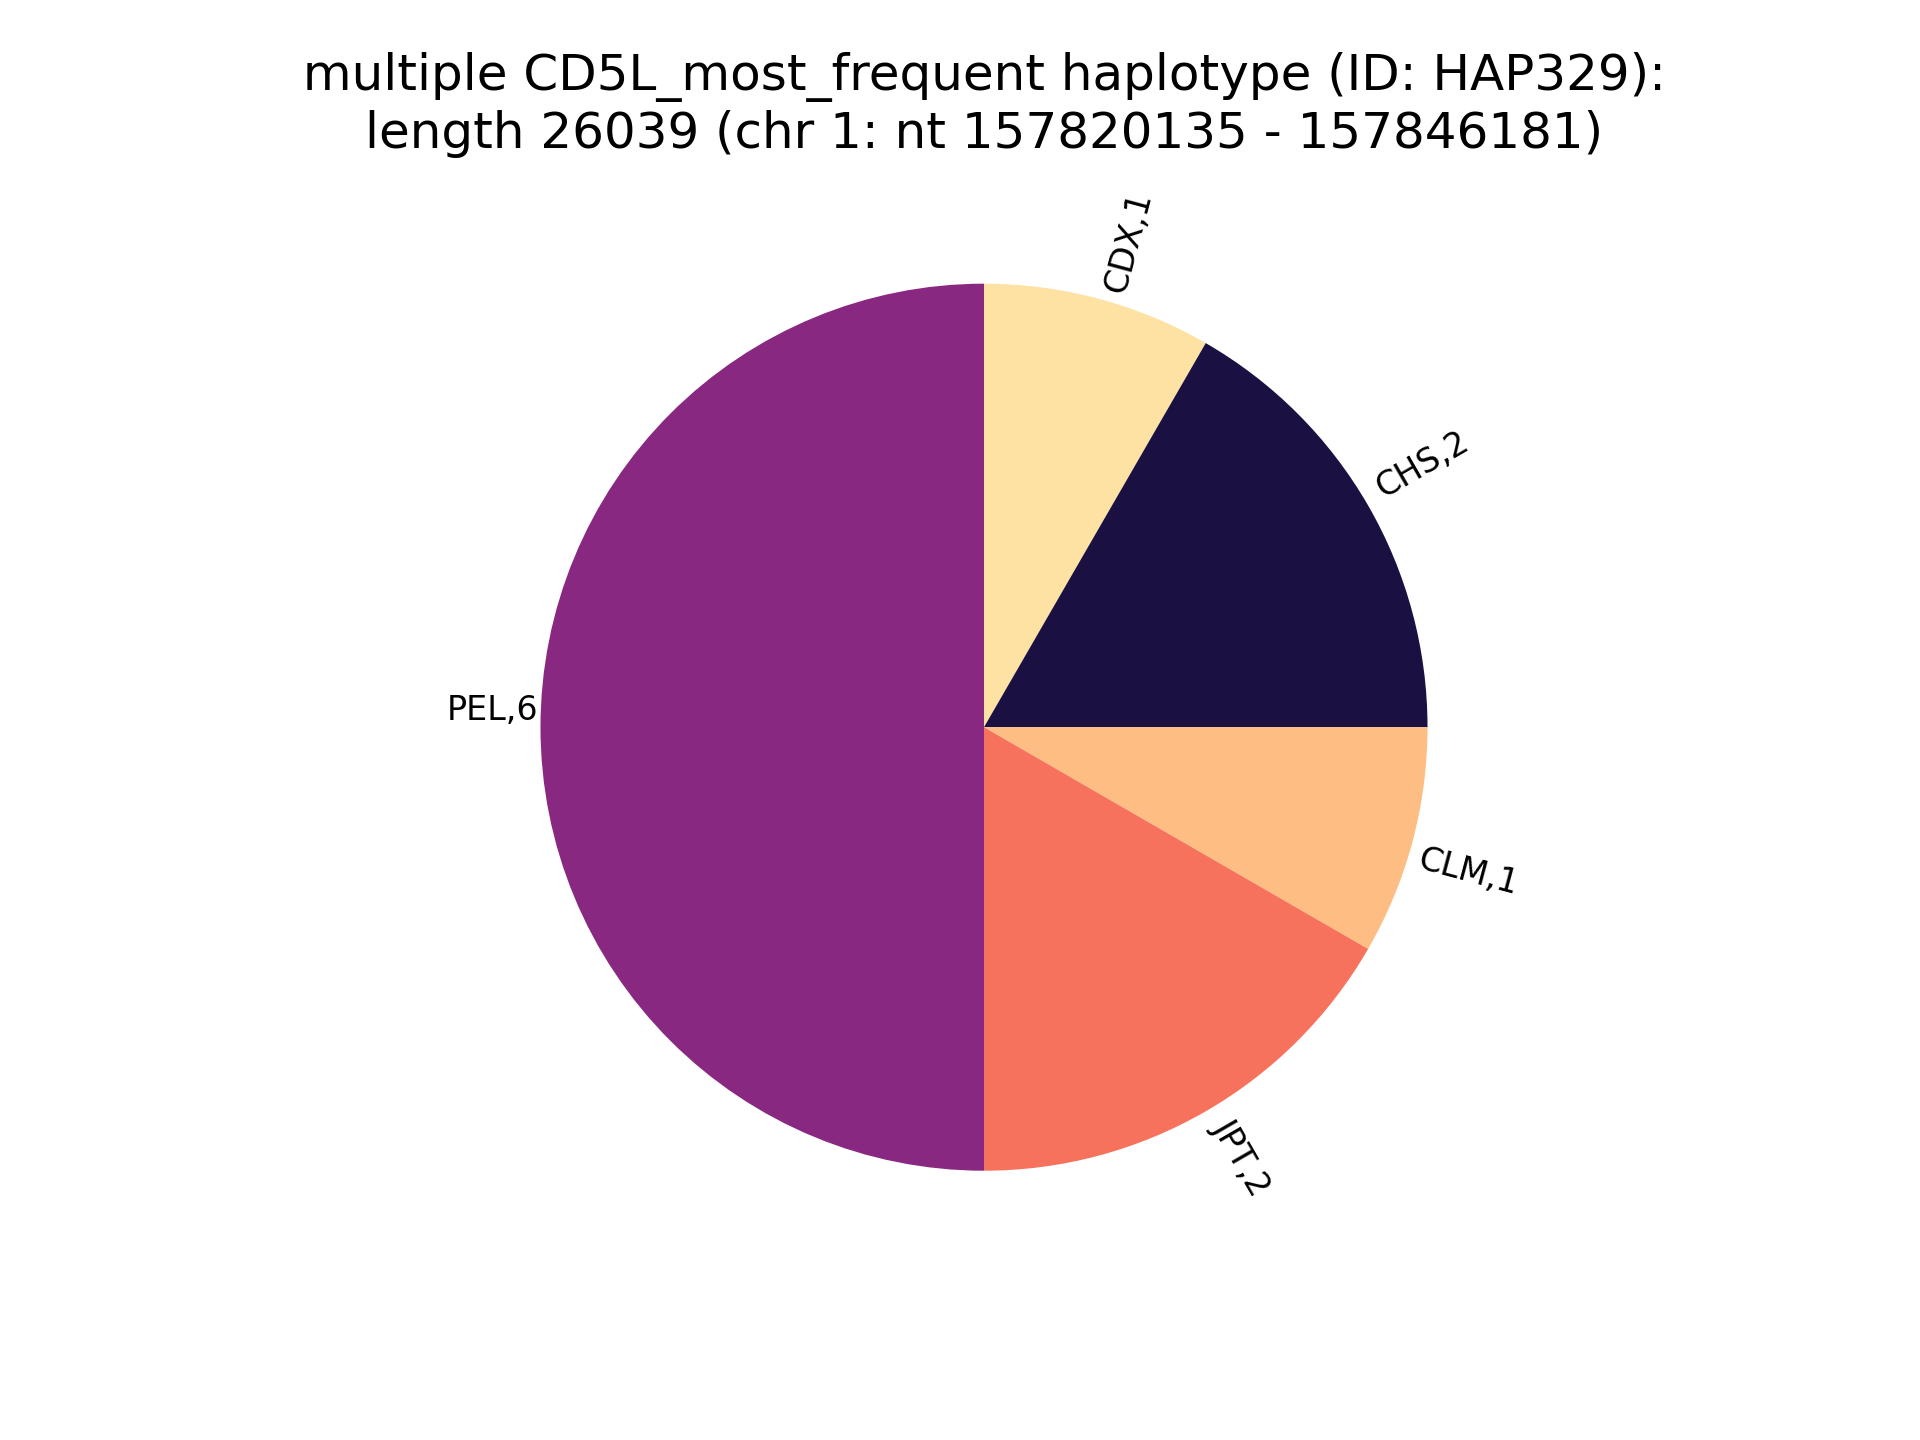 multiple CD5L_most_frequent haplotype (ID: HAP329):
length 26039 (chr 1: nt 157820135 - 157846181)
CDX,1
CHS,2
PEL,6
CLM,1
JPT,2